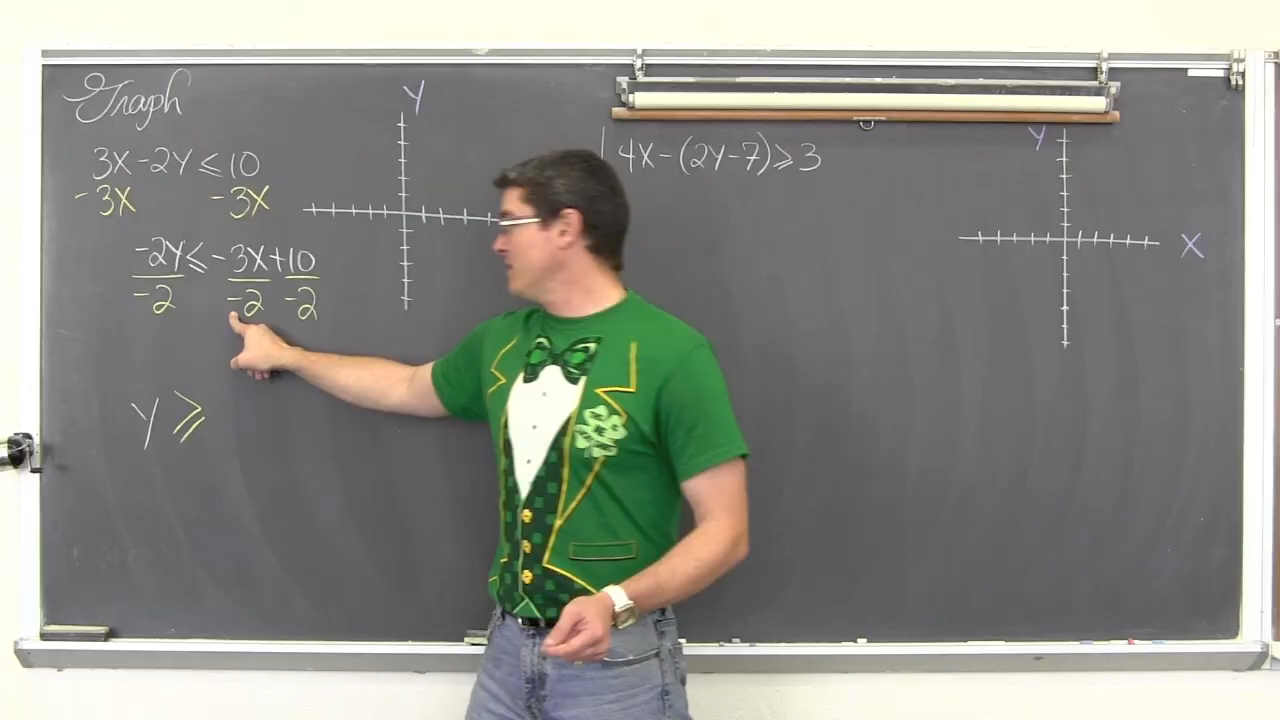 Graph
3X-2Y≤10
-3X -3X
-2Y≤-3X+10
-2 -2 -2
Y≥
Y
4X-(2Y-7)≥3
Y
X